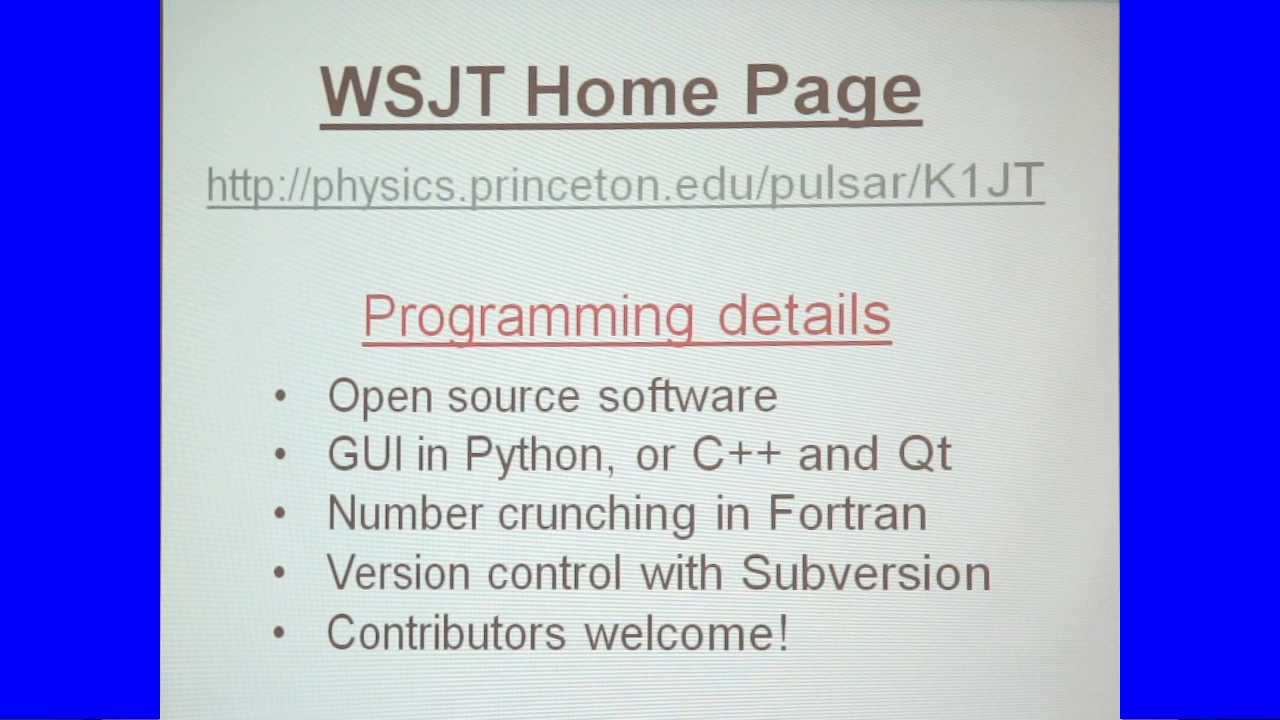 WSJT Home Page
http://physics.princeton.edu/pulsar/K1JT
Programming details
• Open source software
• GUI in Python, or C++ and Qt
• Number crunching in Fortran
• Version control with Subversion
• Contributors welcome!